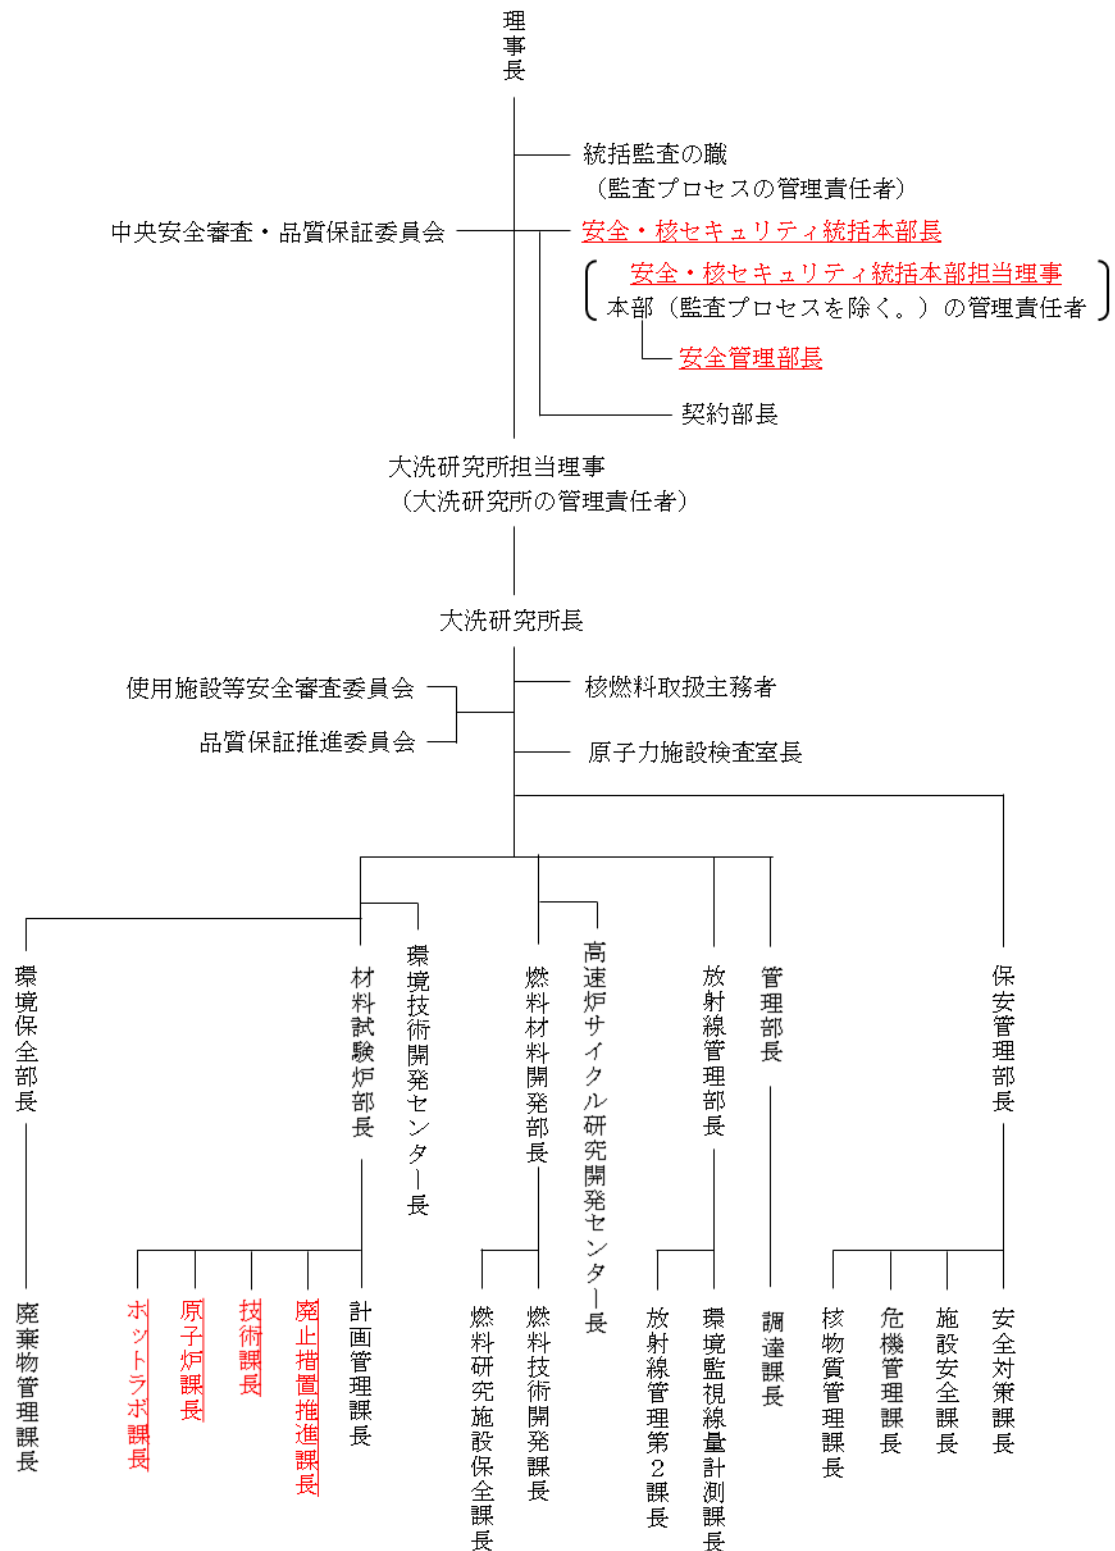 理事長
統括監査の職
（監査プロセスの管理責任者）
中央安全審査・品質保証委員会
安全・核セキュリティ統括本部長
安全・核セキュリティ統括本部担当理事
本部（監査プロセスを除く。）の管理責任者
安全管理部長
契約部長
大洗研究所担当理事
（大洗研究所の管理責任者）
大洗研究所長
使用施設等安全審査委員会
核燃料取扱主務者
品質保証推進委員会
原子力施設検査室長
環境保全部長
材料試験炉部長
環境技術開発センター長
燃料材料開発部長
高速炉サイクル研究開発センター長
放射線管理部長
管理部長
保安管理部長
廃棄物管理課長
ホットラボ課長
原子炉課長
技術課長
廃止措置推進課長
計画管理課長
燃料研究施設保全課長
燃料技術開発課長
放射線管理第２課長
環境監視線量計測課長
調達課長
核物質管理課長
危機管理課長
施設安全課長
安全対策課長